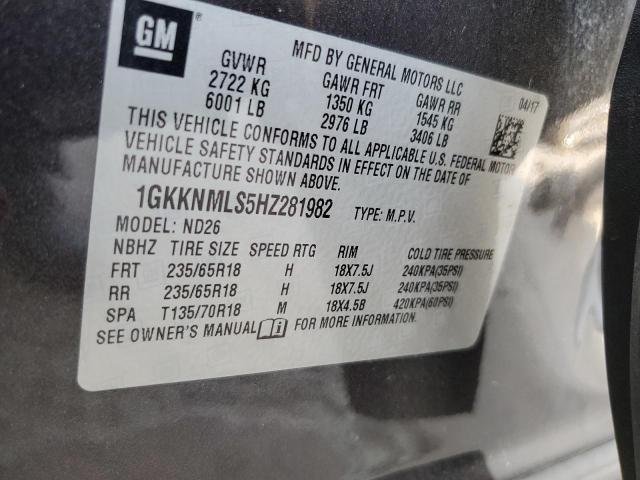 GM
MFD BY GENERAL MOTORS LLC
GVWR GAWR FRT GAWR RR 04/17
2722 KG 1350 KG 1545 KG
6001 LB 2976 LB 3406 LB
THIS VEHICLE CONFORMS TO ALL APPLICABLE U.S. FEDERAL MOTOR
VEHICLE SAFETY STANDARDS IN EFFECT ON THE DATE OF
MANUFACTURE SHOWN ABOVE.
1GKKNMLS5HZ281982 TYPE: M.P.V.
MODEL: ND26
NBHZ TIRE SIZE SPEED RTG RIM COLD TIRE PRESSURE
FRT 235/65R18 H 18X7.5J 240KPA(35PSI)
RR 235/65R18 H 18X7.5J 240KPA(35PSI)
SPA T135/70R18 M 18X4.5B 420KPA(60PSI)
SEE OWNER'S MANUAL FOR MORE INFORMATION.